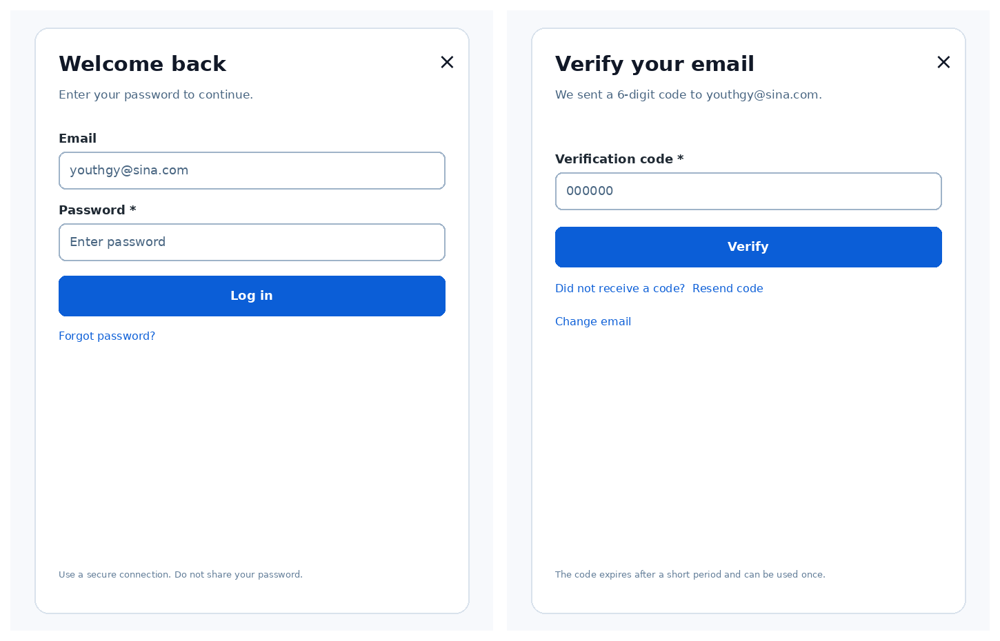 Welcome back
Enter your password to continue.
Email
youthgy@sina.com
Password *
Enter password
Log in
Forgot password?
Use a secure connection. Do not share your password.
Verify your email
We sent a 6-digit code to youthgy@sina.com.
Verification code *
000000
Verify
Did not receive a code? Resend code
Change email
The code expires after a short period and can be used once.